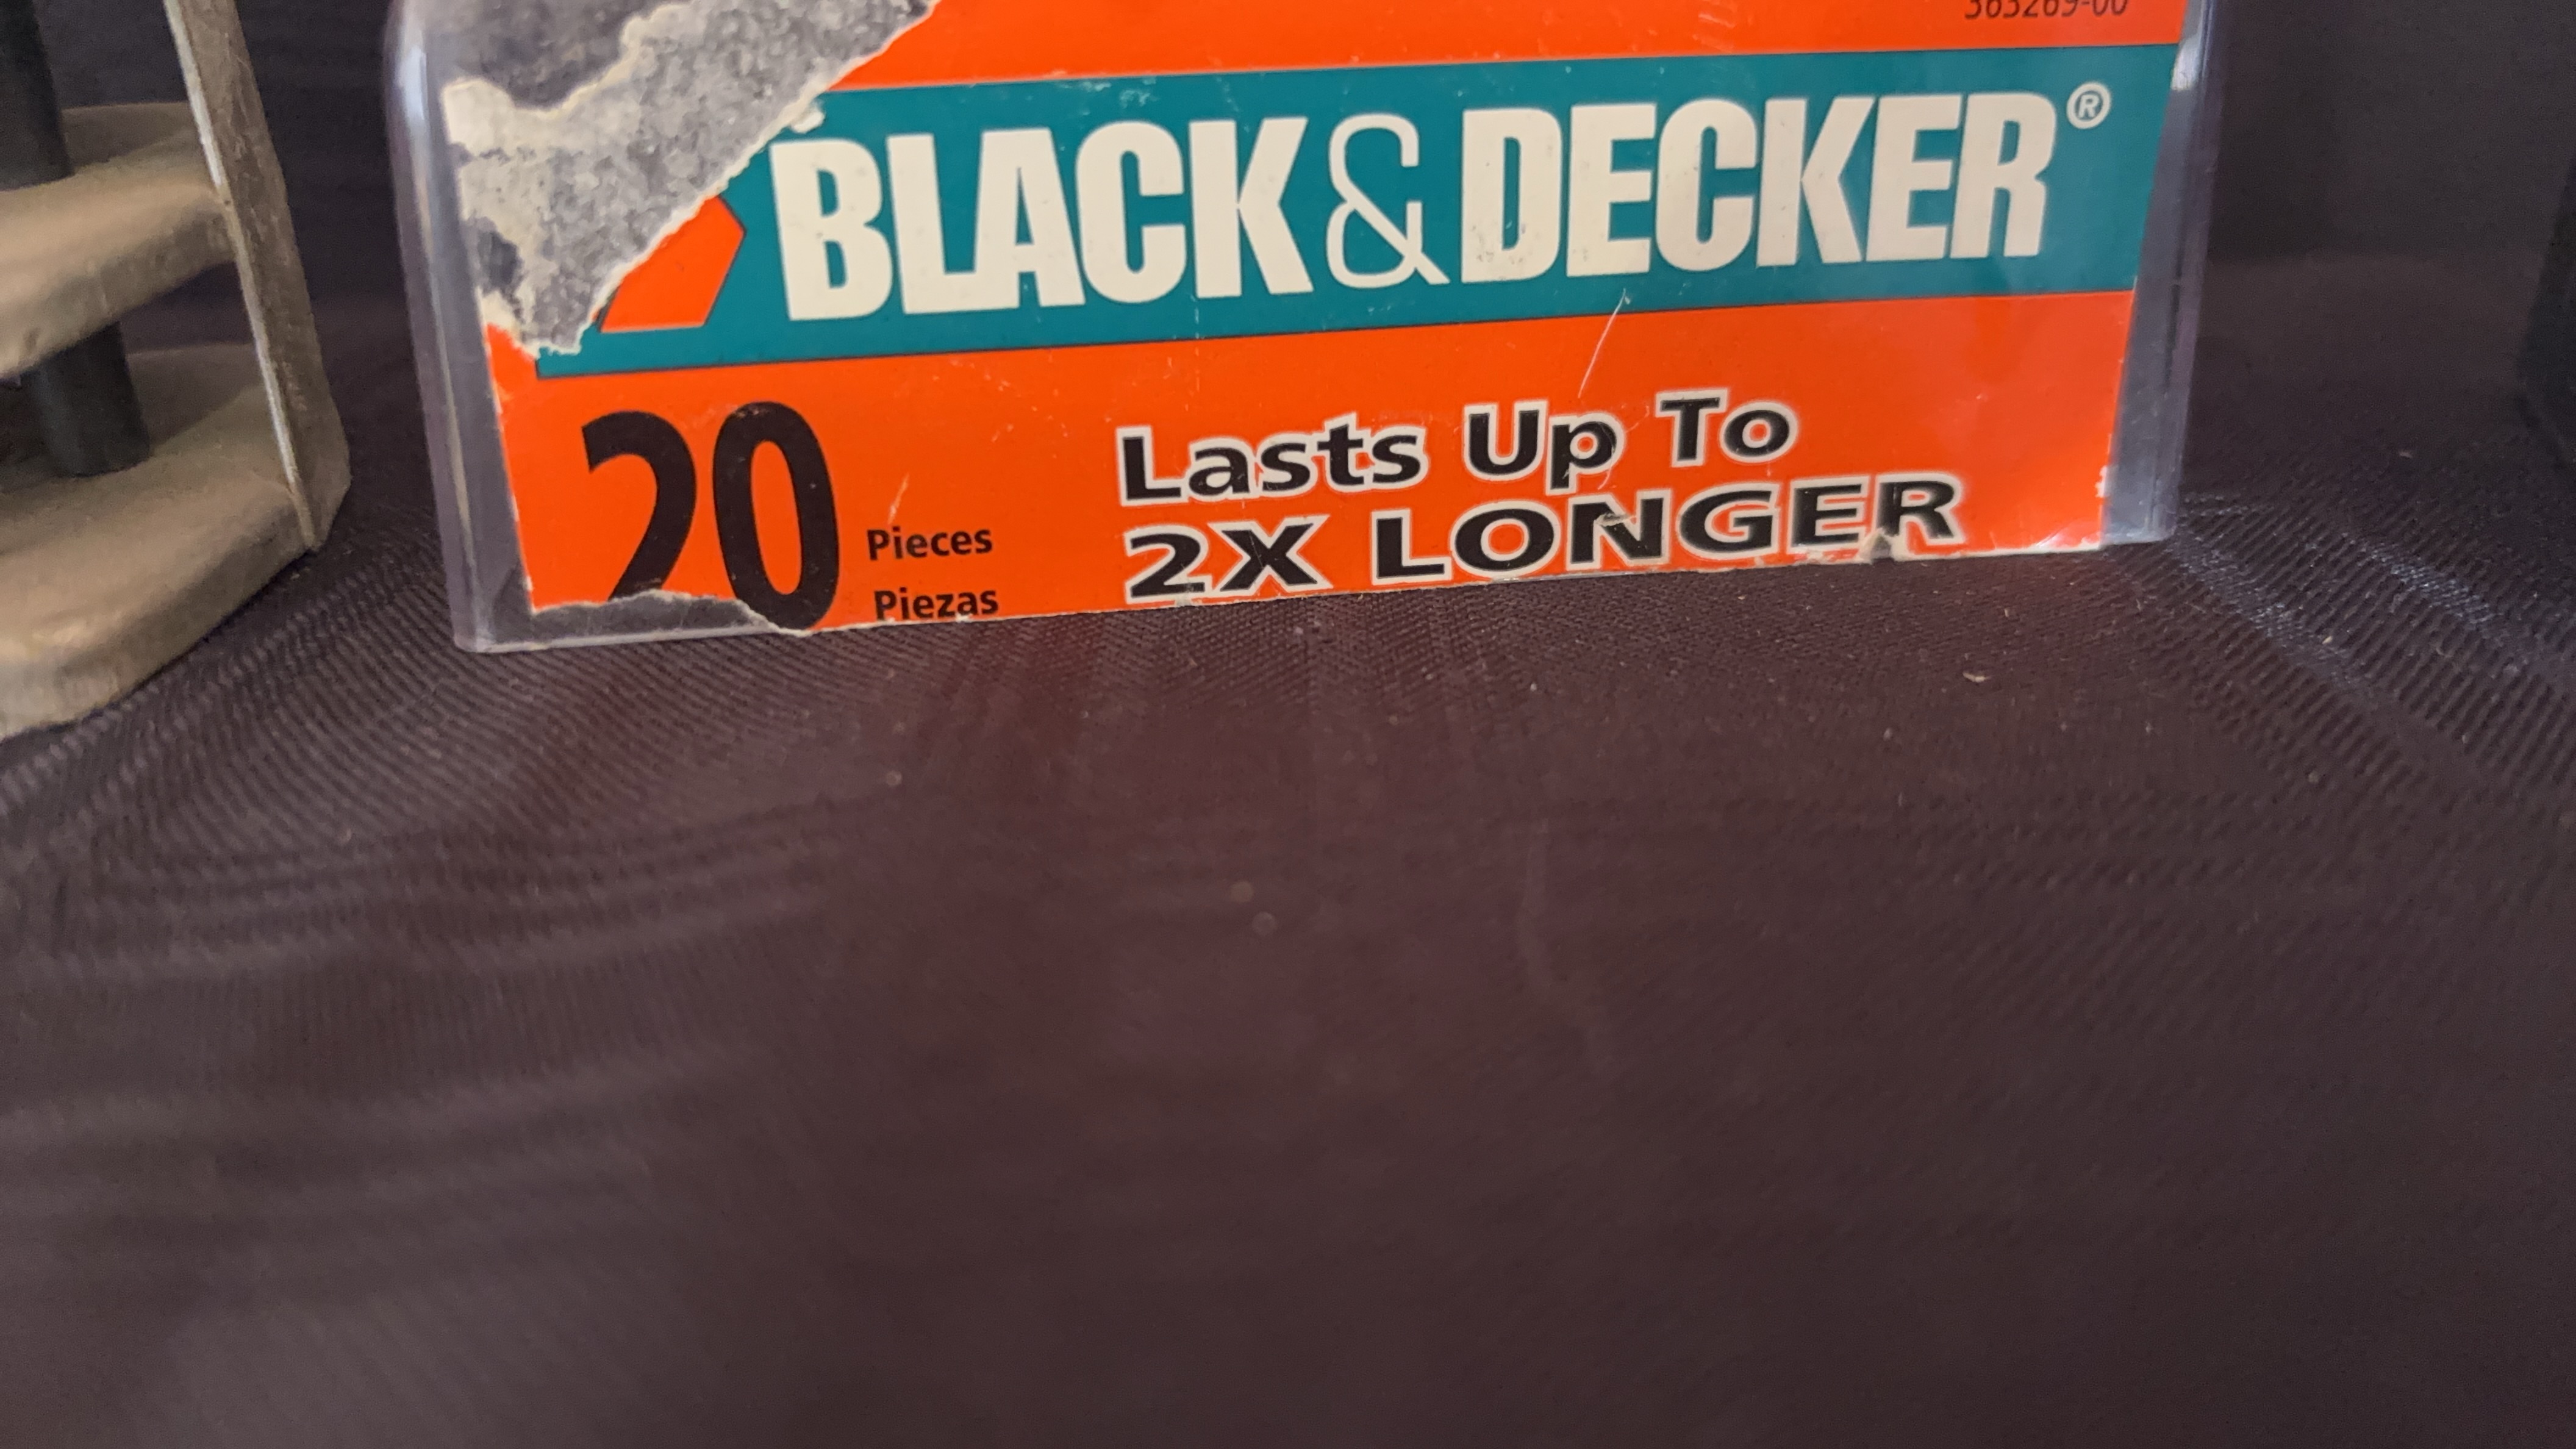 BLACK & DECKER®
20 Pieces
Piezas
Lasts Up To
2X LONGER